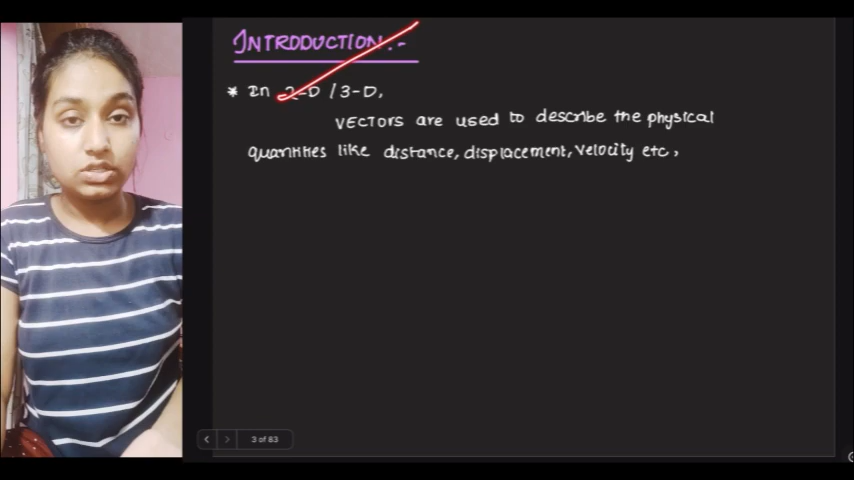 INTRODUCTION:-
* In 2-D / 3-D,
VECTORS are used to describe the physical
quantities like distance, displacement, velocity etc,
3 of 83